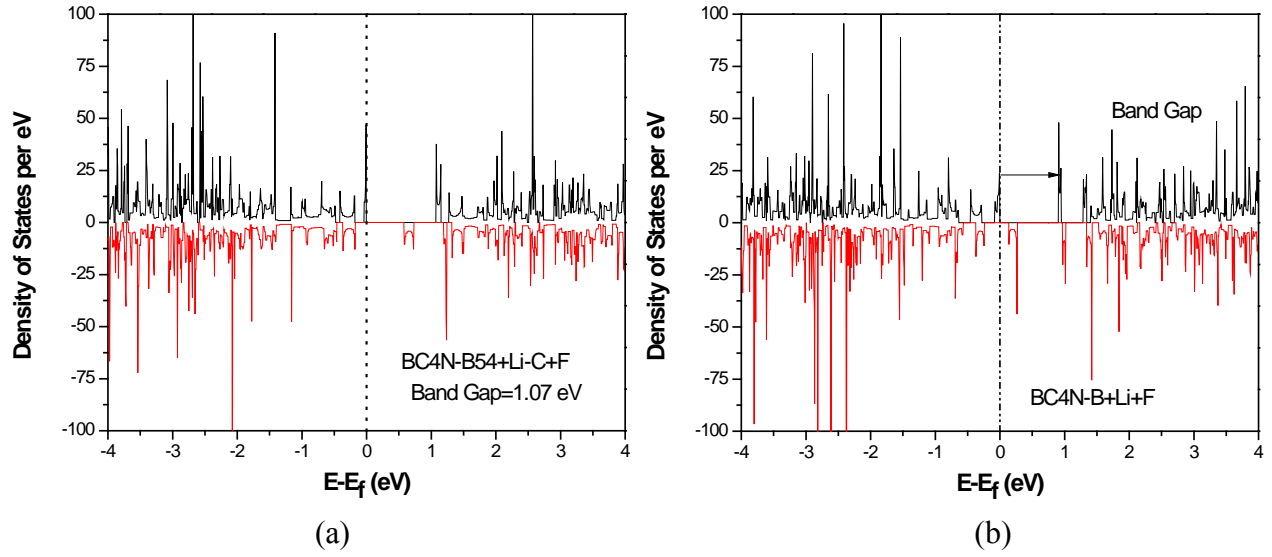 Density of States per eV
100
75
50
25
0
-25
-50
-75
-100
BC4N-B54+Li-C+F
Band Gap=1.07 eV
-4 -3 -2 -1 0 1 2 3 4
E-Ef (eV)
(a)
Density of States per eV
100
75
50
25
0
-25
-50
-75
-100
Band Gap
BC4N-B+Li+F
-4 -3 -2 -1 0 1 2 3 4
E-Ef (eV)
(b)